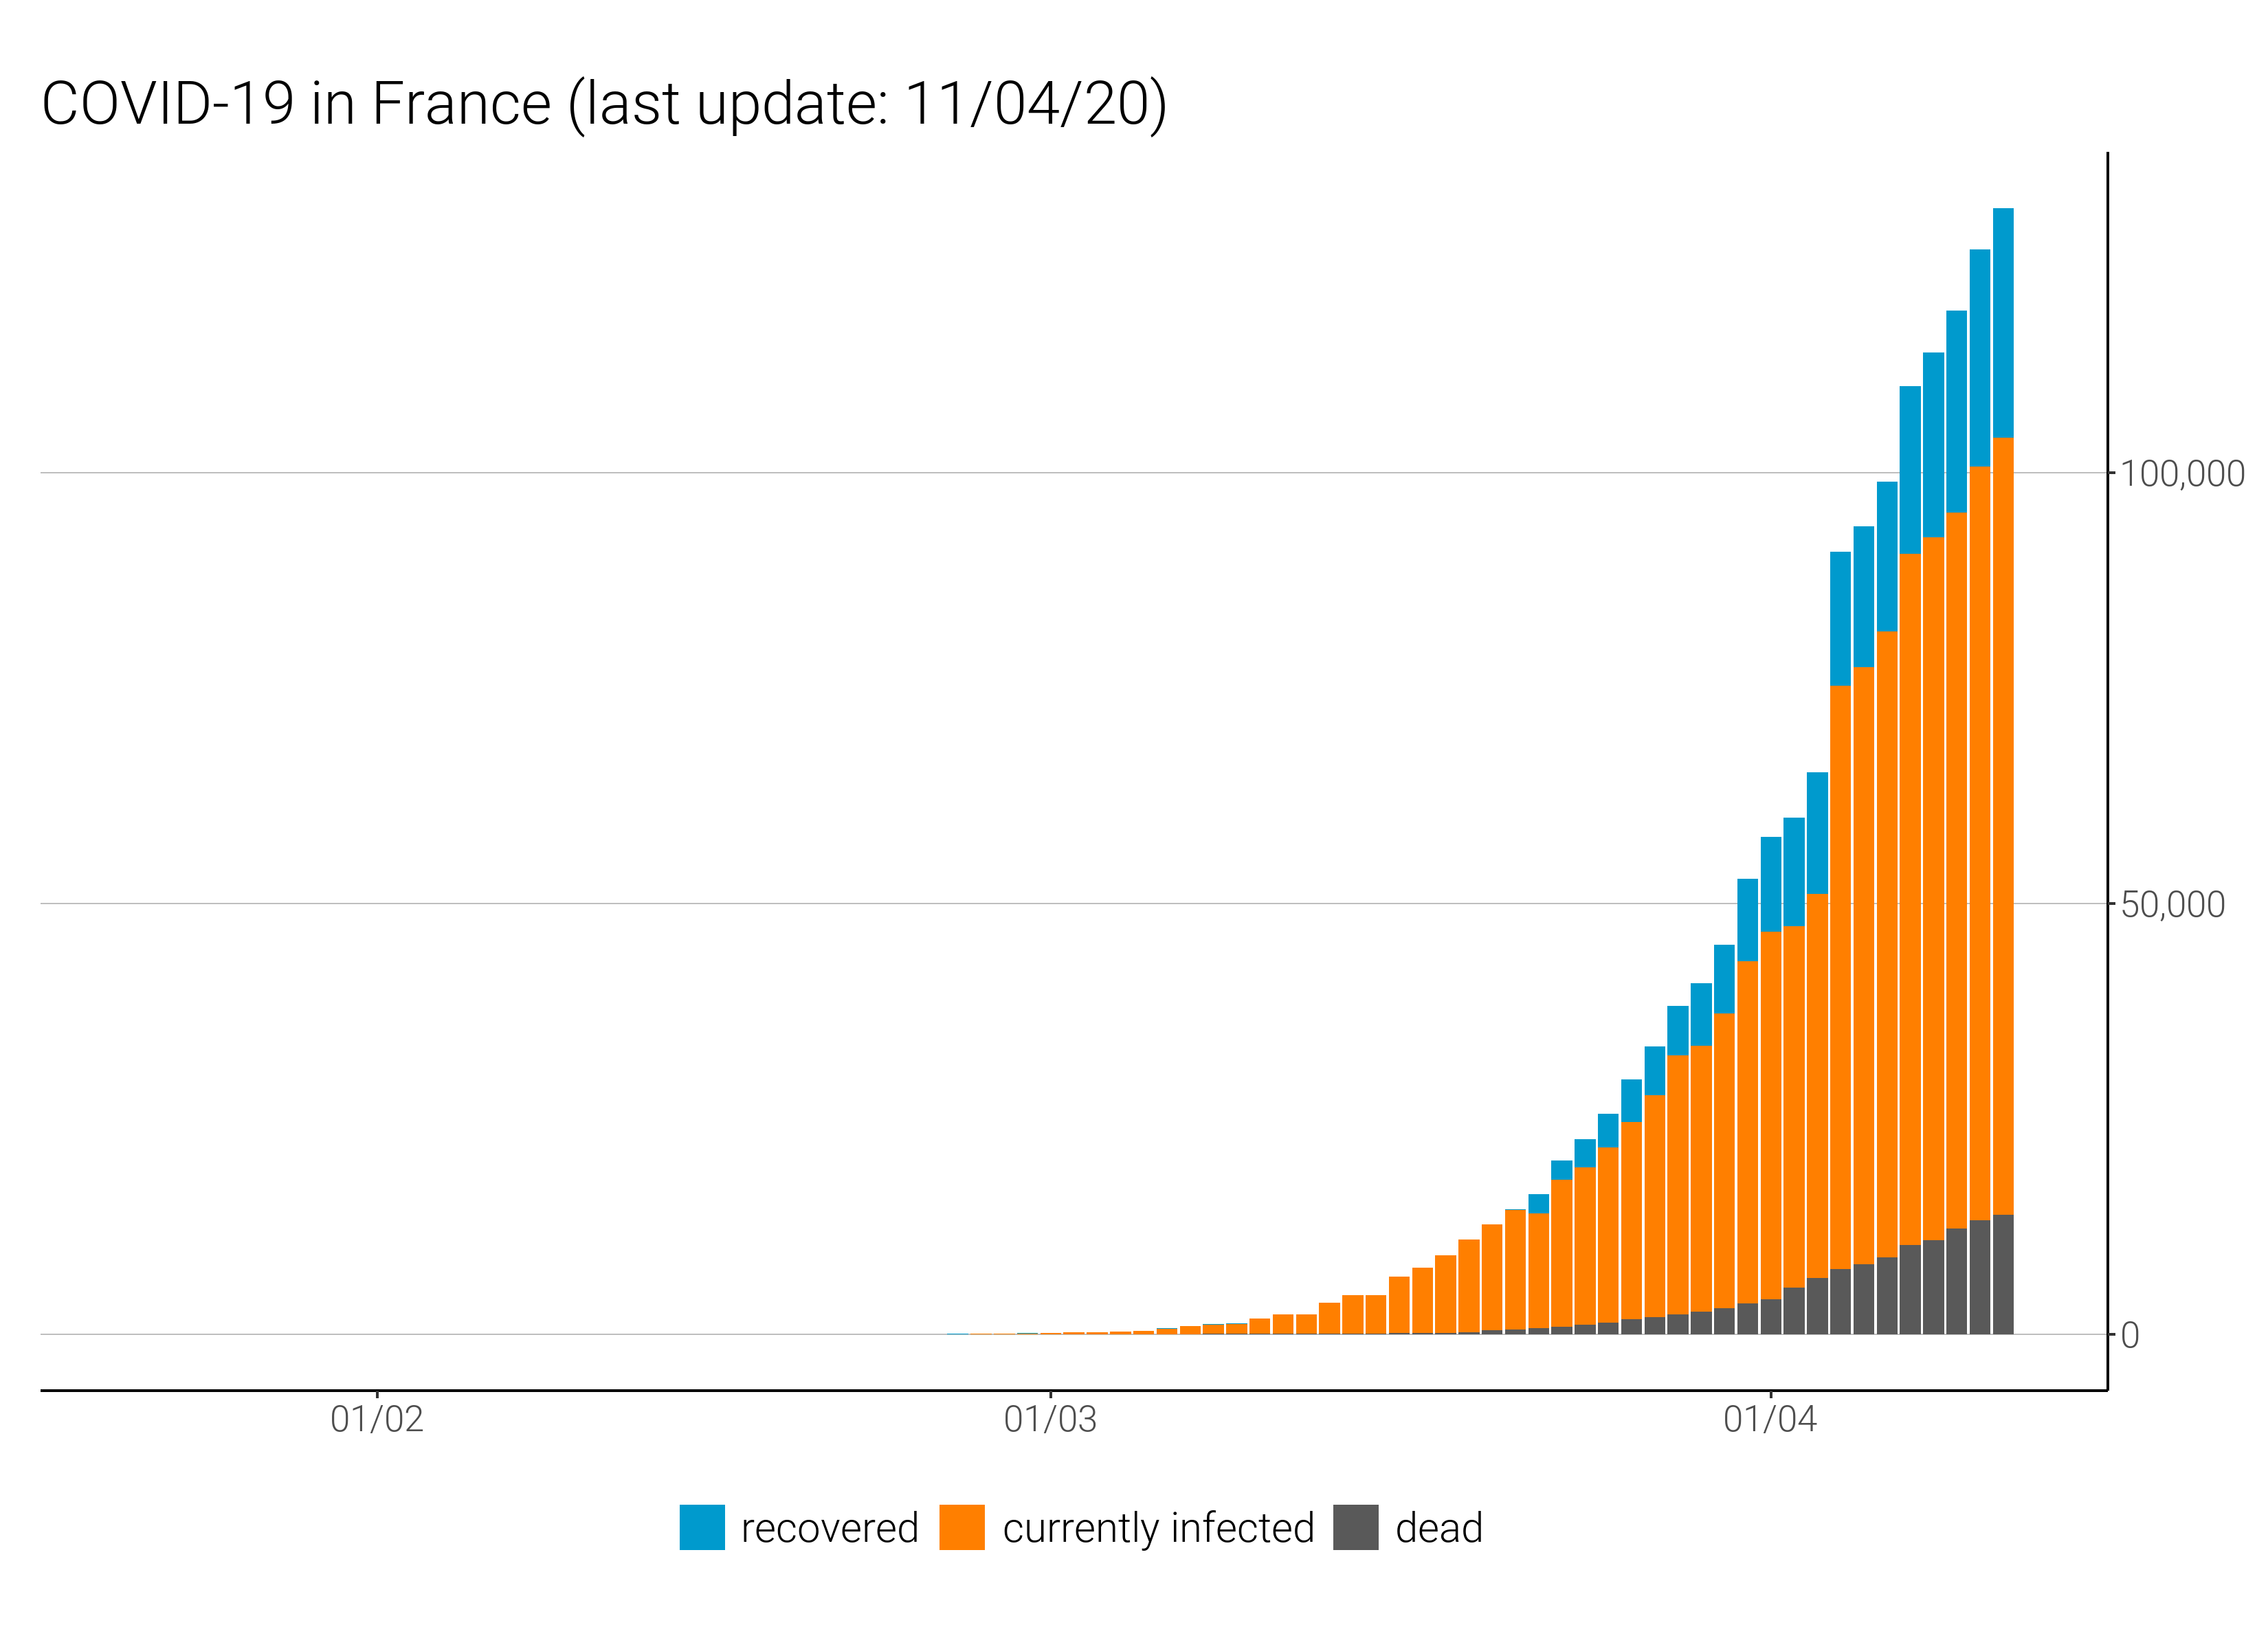 COVID-19 in France (last update: 11/04/20)
100,000
50,000
0
01/02 01/03 01/04
recovered currently infected dead